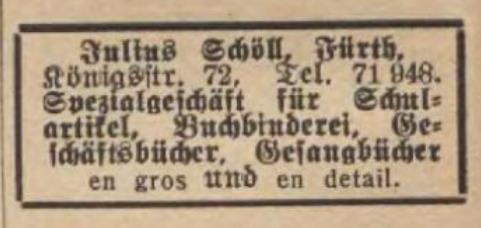 Julius Schöll, Fürth,
Königsstr. 72, Tel. 71 948.
Spezialgeschäft für Schul-
artikel, Buchbinderei, Ge-
schäftsbücher, Gesangbücher
en gros und en detail.